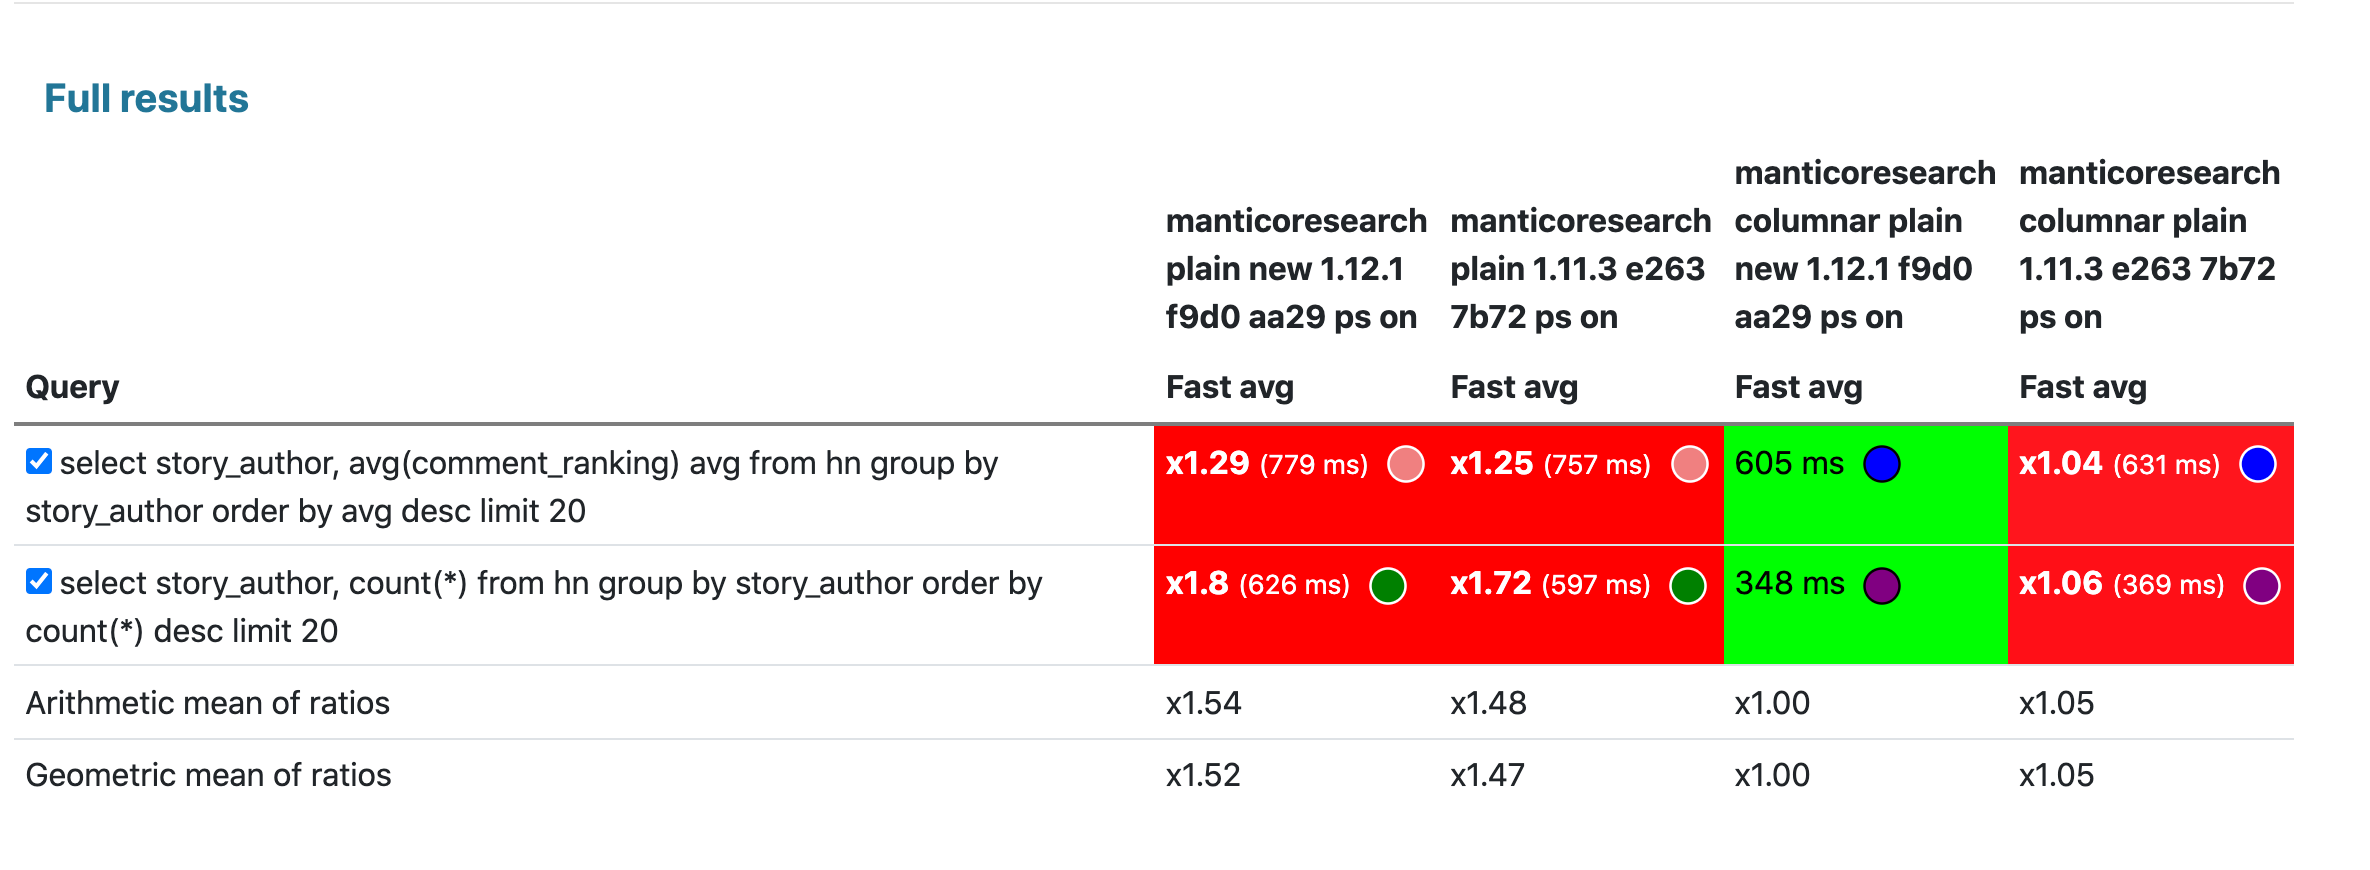 Full results
manticoresearch
plain new 1.12.1
f9d0 aa29 ps on
manticoresearch
plain 1.11.3 e263
7b72 ps on
manticoresearch
columnar plain
new 1.12.1 f9d0
aa29 ps on
manticoresearch
columnar plain
1.11.3 e263 7b72
ps on
Query Fast avg Fast avg Fast avg Fast avg
select story_author, avg(comment_ranking) avg from hn group by x1.29 (779 ms) x1.25 (757 ms) 605 ms x1.04 (631 ms)
story_author order by avg desc limit 20
select story_author, count(*) from hn group by story_author order by x1.8 (626 ms) x1.72 (597 ms) 348 ms x1.06 (369 ms)
count(*) desc limit 20
Arithmetic mean of ratios x1.54 x1.48 x1.00 x1.05
Geometric mean of ratios x1.52 x1.47 x1.00 x1.05